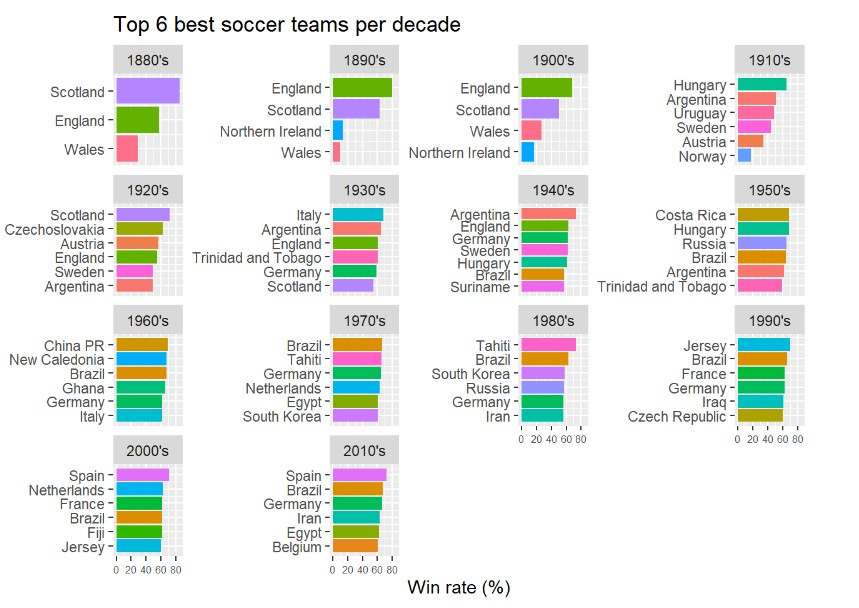 Top 6 best soccer teams per decade
1880's
Scotland
England
Wales
1890's
England
Scotland
Northern Ireland
Wales
1900's
England
Scotland
Wales
Northern Ireland
1910's
Hungary
Argentina
Uruguay
Sweden
Austria
Norway
1920's
Scotland
Czechoslovakia
Austria
England
Sweden
Argentina
1930's
Italy
Argentina
England
Trinidad and Tobago
Germany
Scotland
1940's
Argentina
England
Germany
Sweden
Hungary
Brazil
Suriname
1950's
Costa Rica
Hungary
Russia
Brazil
Argentina
Trinidad and Tobago
1960's
China PR
New Caledonia
Brazil
Ghana
Germany
Italy
1970's
Brazil
Tahiti
Germany
Netherlands
Egypt
South Korea
1980's
Tahiti
Brazil
South Korea
Russia
Germany
Iran
0 20 40 60 80
1990's
Jersey
Brazil
France
Germany
Iraq
Czech Republic
0 20 40 60 80
2000's
Spain
Netherlands
France
Brazil
Fiji
Jersey
0 20 40 60 80
2010's
Spain
Brazil
Germany
Iran
Egypt
Belgium
0 20 40 60 80
Win rate (%)